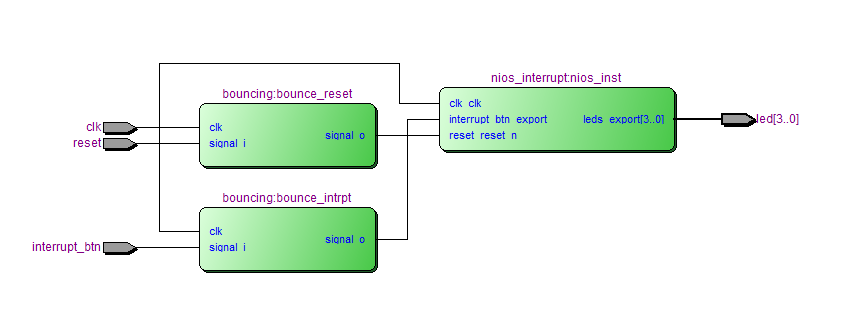 nios_interrupt:nios_inst
bouncing:bounce_reset
clk clk
interrupt btn export
leds export[3..0]
reset reset n
led[3..0]
clk
reset
clk
signal i
signal o
bouncing:bounce_intrpt
interrupt_btn
clk
signal i
signal o